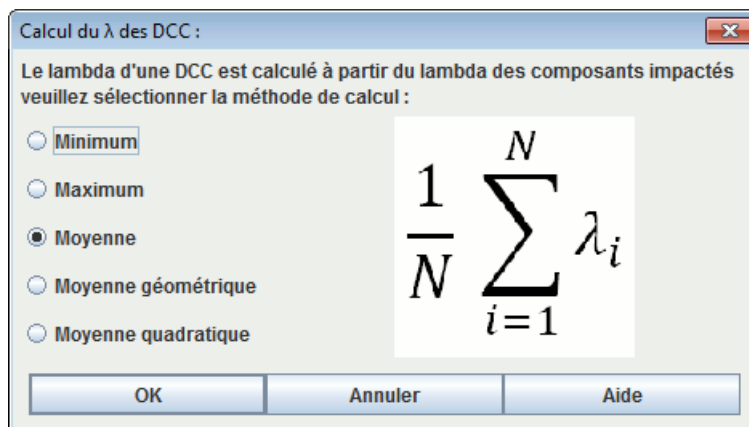 Calcul du λ des DCC :
Le lambda d'une DCC est calculé à partir du lambda des composants impactés
veuillez sélectionner la méthode de calcul :
Minimum
Maximum
Moyenne
Moyenne géométrique
Moyenne quadratique
1/N ∑ i=1 N λi
OK Annuler Aide